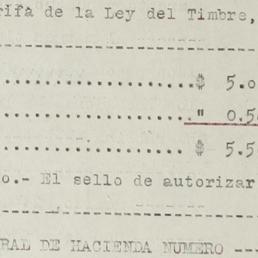 rifa de la Ley del Timbre,
---------------------------
.....................$ 5.0
....................." 0.5
.....................$ 5.5
o.- El sello de autorizar
---------------------------
RAL DE HACIENDA NUMERO --